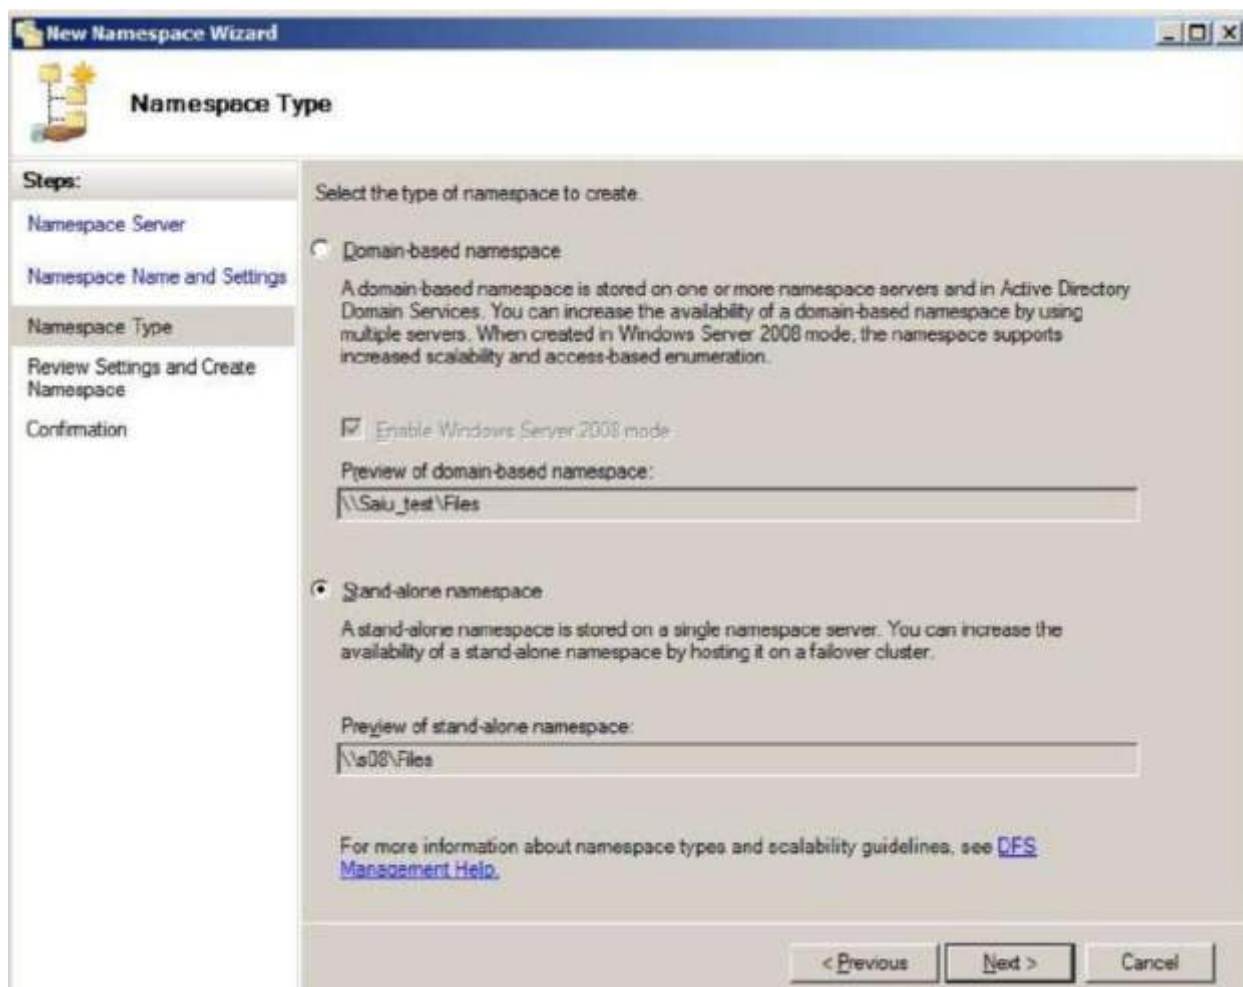 New Namespace Wizard
Namespace Type
Steps:
Namespace Server
Namespace Name and Settings
Namespace Type
Review Settings and Create
Namespace
Confirmation
Select the type of namespace to create.
Domain-based namespace
A domain-based namespace is stored on one or more namespace servers and in Active Directory
Domain Services. You can increase the availability of a domain-based namespace by using
multiple servers. When created in Windows Server 2008 mode, the namespace supports
increased scalability and access-based enumeration.
Enable Windows Server 2008 mode
Preview of domain-based namespace:
\\Saiu_test\Files
Stand-alone namespace
A stand-alone namespace is stored on a single namespace server. You can increase the
availability of a stand-alone namespace by hosting it on a failover cluster.
Preview of stand-alone namespace:
\\s08\Files
For more information about namespace types and scalability guidelines, see DFS
Management Help.
< Previous
Next >
Cancel